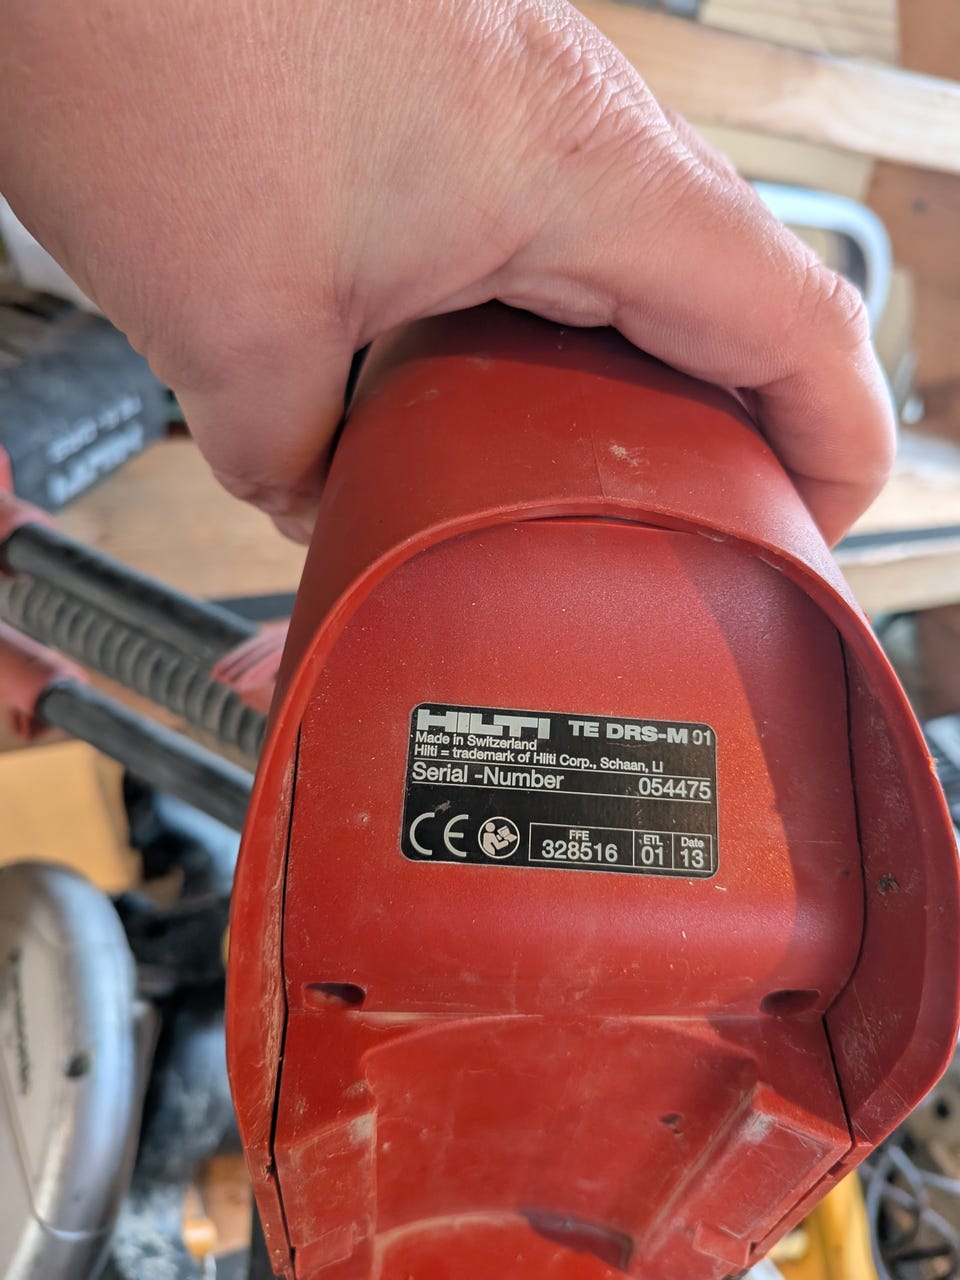 HILTI TE DRS-M 01
Made in Switzerland
Hilti = trademark of Hilti Corp., Schaan, LI
Serial -Number 054475
CE
FFE ETL Date
328516 01 13
HILTI